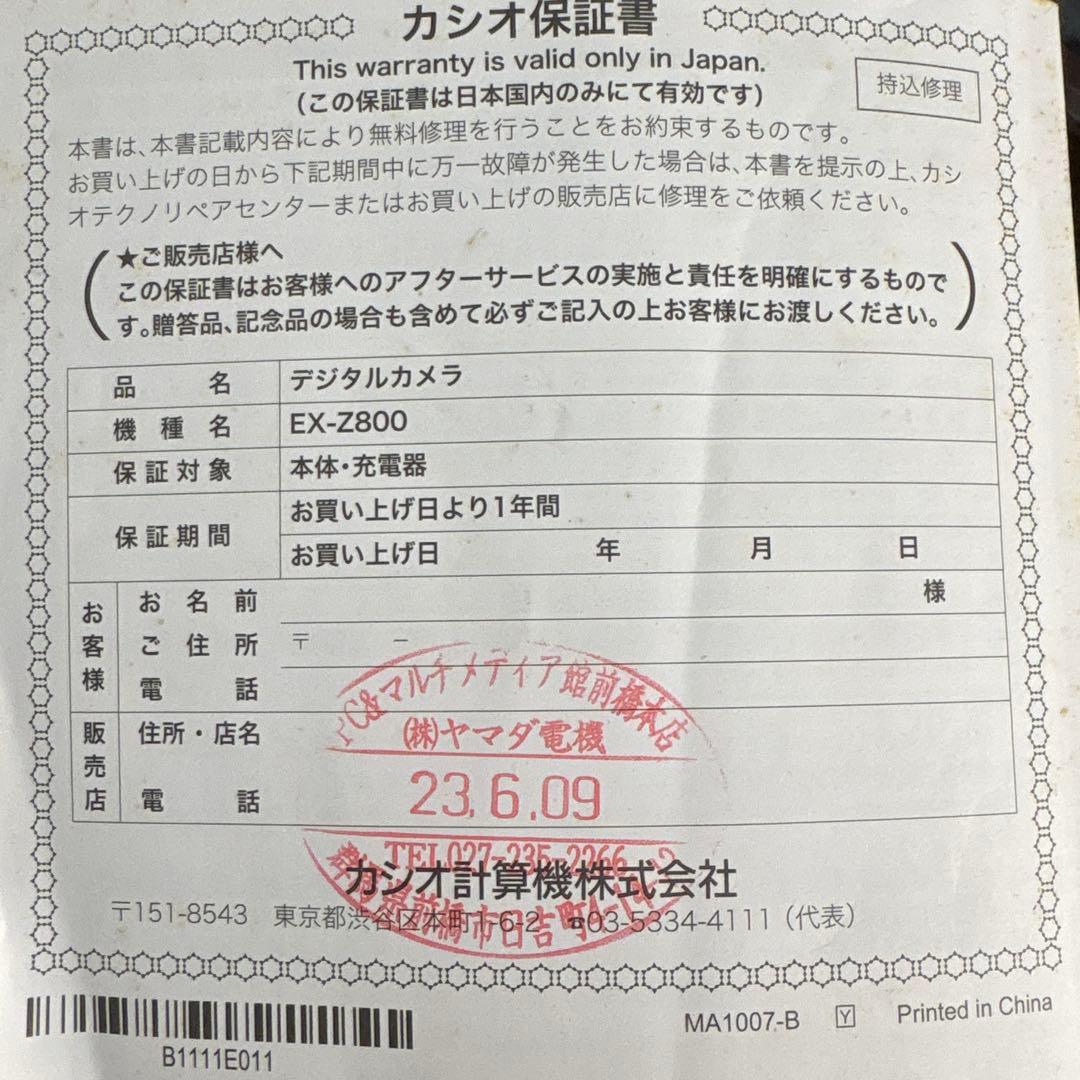 カシオ保証書
This warranty is valid only in Japan.
(この保証書は日本国内のみにて有効です)
持込修理
本書は、本書記載内容により無料修理を行うことをお約束するものです。
お買い上げの日から下記期間中に万一故障が発生した場合は、本書を提示の上、カシ
オテクノリペアセンターまたはお買い上げの販売店に修理をご依頼ください。
★ご販売店様へ
この保証書はお客様へのアフターサービスの実施と責任を明確にするもので
す。贈答品、記念品の場合も含めて必ずご記入の上お客様にお渡しください。
品名 デジタルカメラ
機種名 EX-Z800
保証対象 本体・充電器
保証期間 お買い上げ日より1年間
お買い上げ日 年 月 日
お客様 お名前 様
ご住所 〒 −
電話
販売店 住所・店名
電話
PC&マルチメディア館前橋本店
(株)ヤマダ電機
23.6.09
TEL027-235-2266
前橋市日吉町
カシオ計算機株式会社
〒151-8543 東京都渋谷区本町1-6-2 ☎03-5334-4111（代表）
B1111E011
MA1007-B Y Printed in China